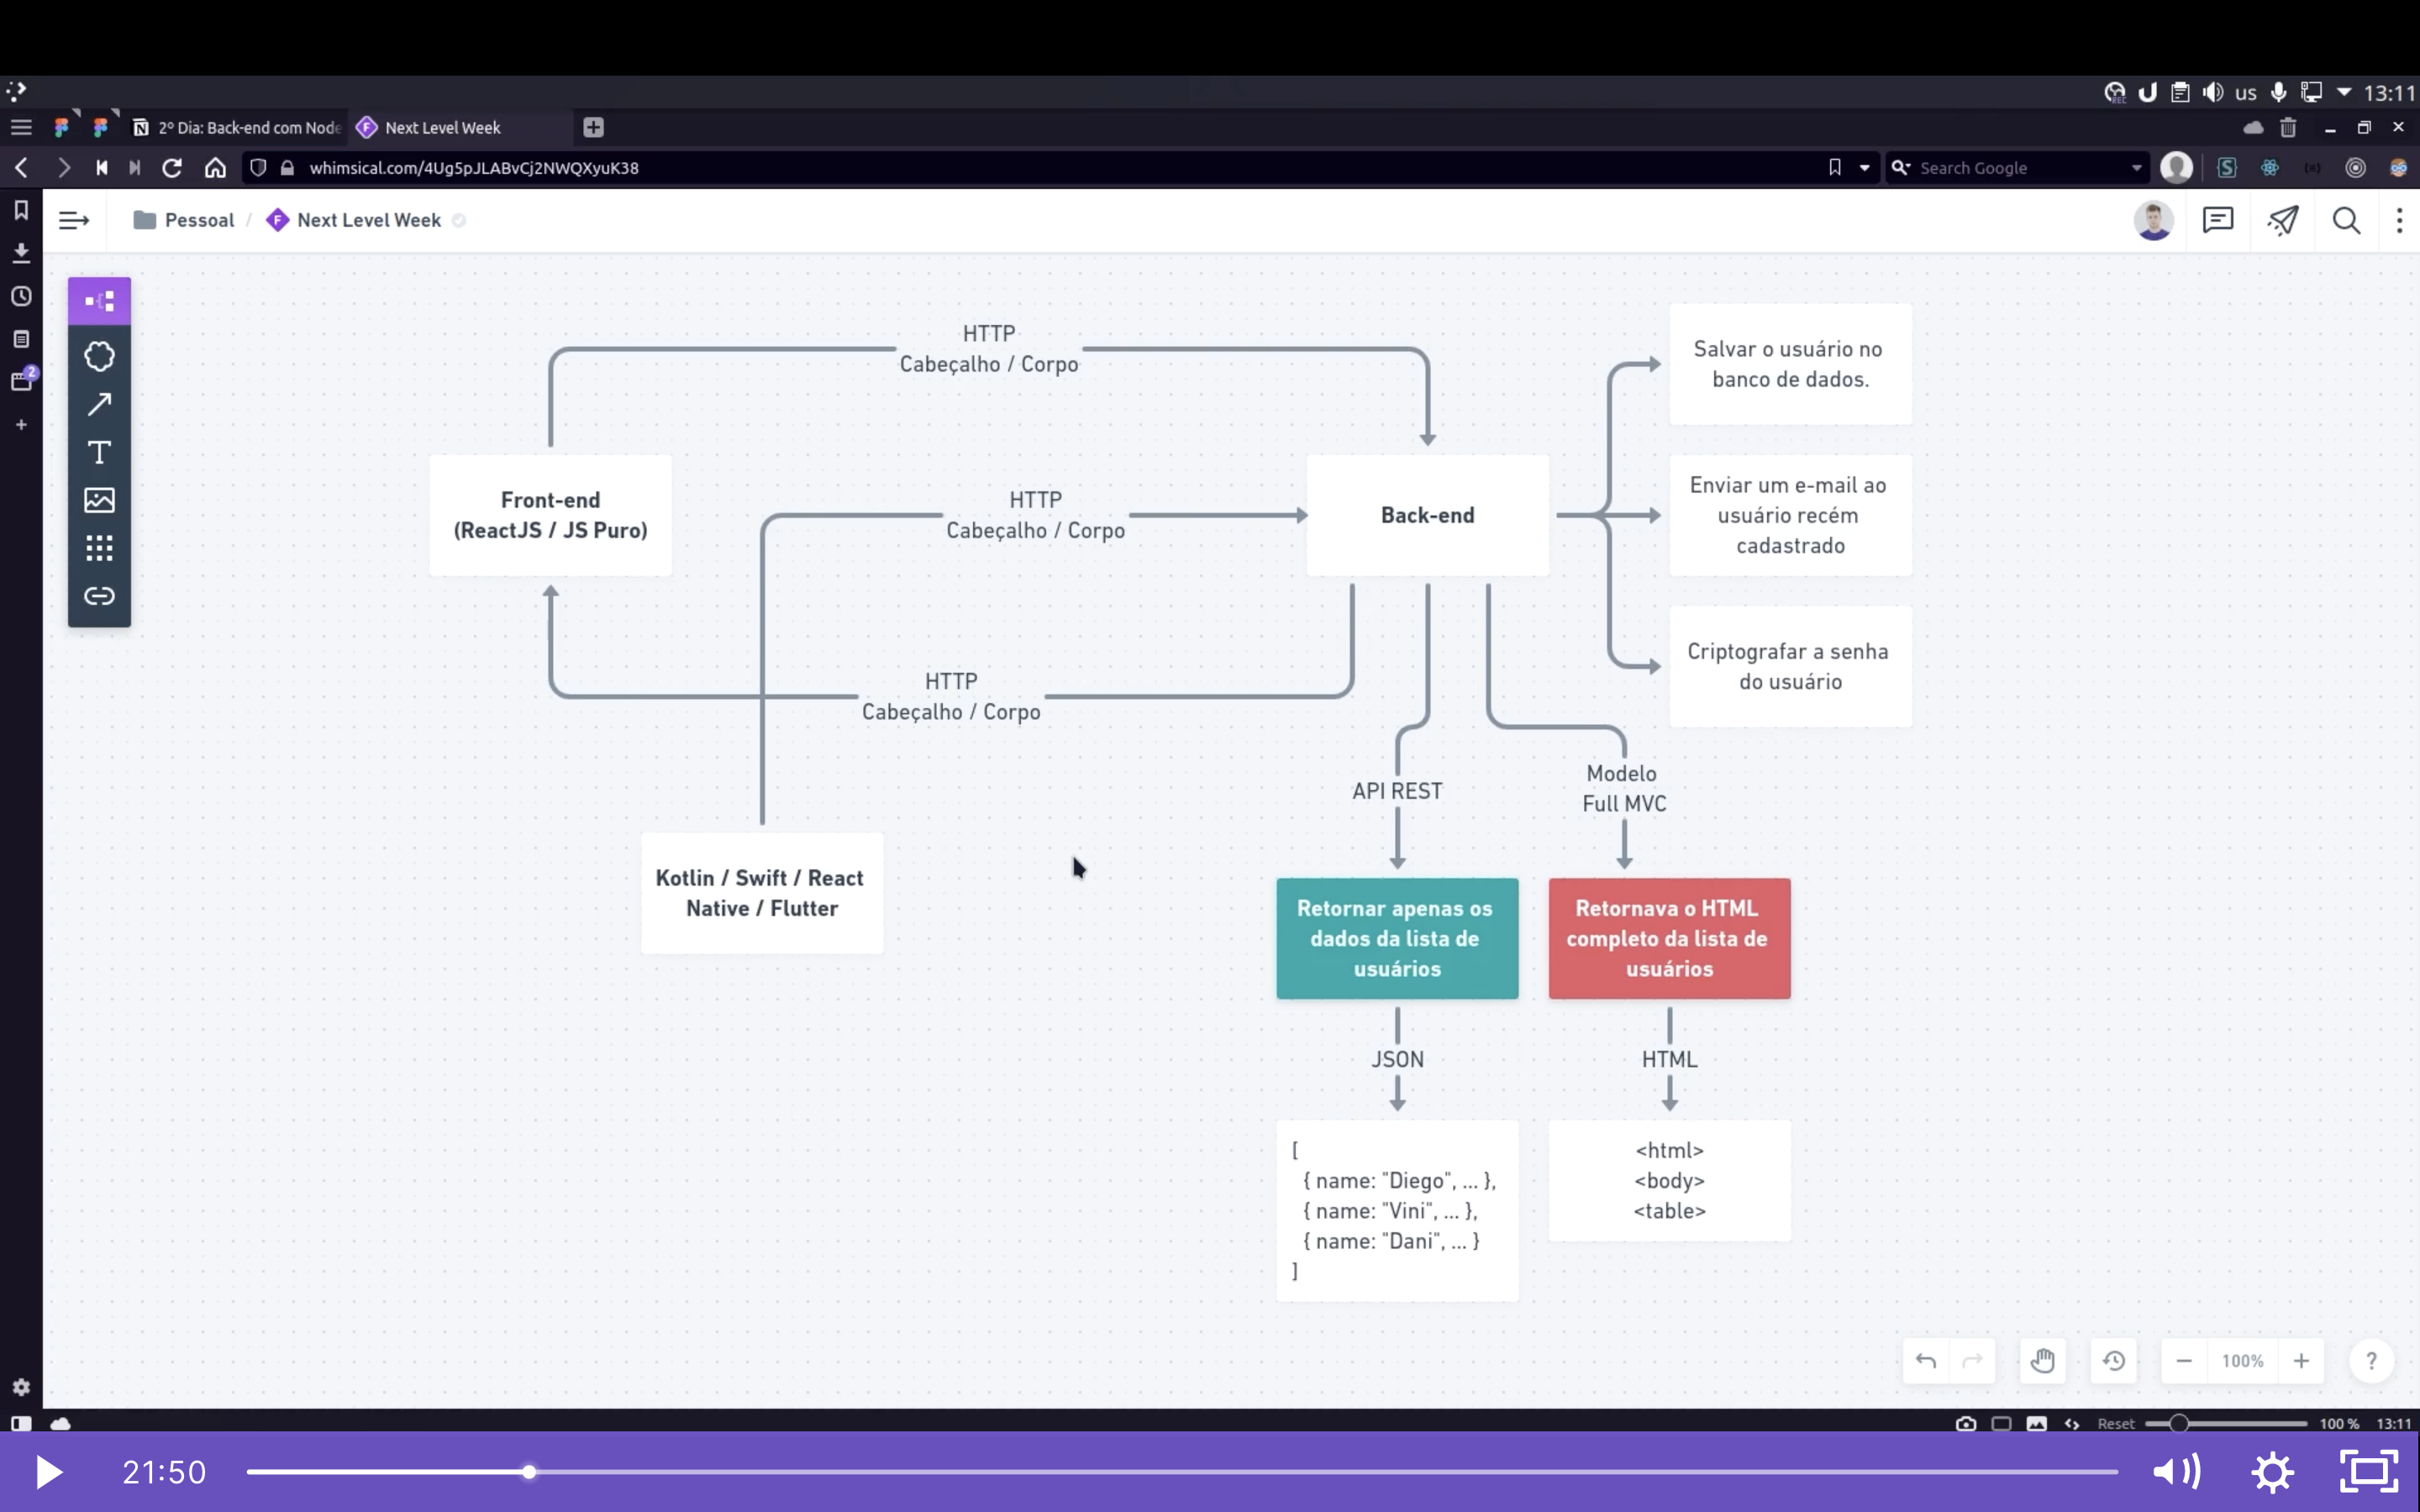 us 13:11
2º Dia: Back-end com Node
Next Level Week
whimsical.com/4Ug5pJLABvCj2NWQXyuK38
Search Google
Pessoal / Next Level Week
2
HTTP
Cabeçalho / Corpo
Salvar o usuário no
banco de dados.
Front-end
(ReactJS / JS Puro)
HTTP
Cabeçalho / Corpo
Back-end
Enviar um e-mail ao
usuário recém
cadastrado
HTTP
Cabeçalho / Corpo
Criptografar a senha
do usuário
API REST
Modelo
Full MVC
Kotlin / Swift / React
Native / Flutter
Retornar apenas os
dados da lista de
usuários
Retornava o HTML
completo da lista de
usuários
JSON
HTML
[
{ name: "Diego", ... },
{ name: "Vini", ... },
{ name: "Dani", ... }
]
<html>
<body>
<table>
100%
?
Reset 100 % 13:11
21:50